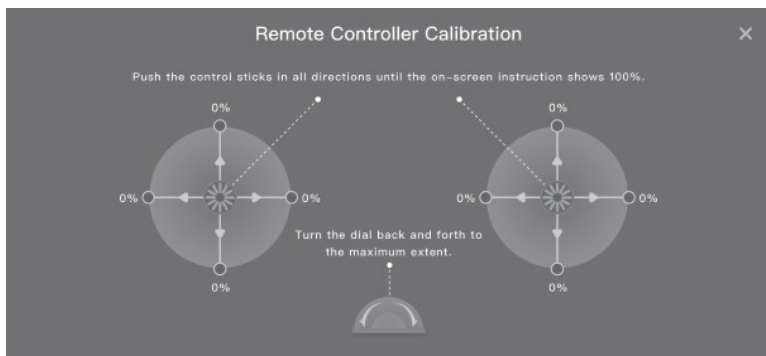 Remote Controller Calibration
Push the control sticks in all directions until the on-screen instruction shows 100%.
0%
0%
0%
0%
0%
0%
Turn the dial back and forth to
the maximum extent.
0%
0%